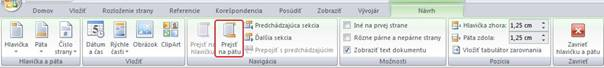 Domov Vložiť Rozloženie strany Referencie Korešpondencia Posúdiť Zobraziť Vývojár Návrh
Hlavička Päta Číslo strany
Hlavička a päta
Dátum a čas Rýchle časti Obrázok ClipArt
Vložiť
Prejsť na hlavičku Prejsť na pätu
Predchádzajúca sekcia
Ďalšia sekcia
Prepojiť s predchádzajúcim
Navigácia
Iné na prvej strane
Rôzne párne a nepárne strany
Zobraziť text dokumentu
Možnosti
Hlavička zhora: 1,25 cm
Päta zdola: 1,25 cm
Vložiť tabulátor zarovnania
Pozícia
Zavrieť hlavičku a pätu
Zavrieť